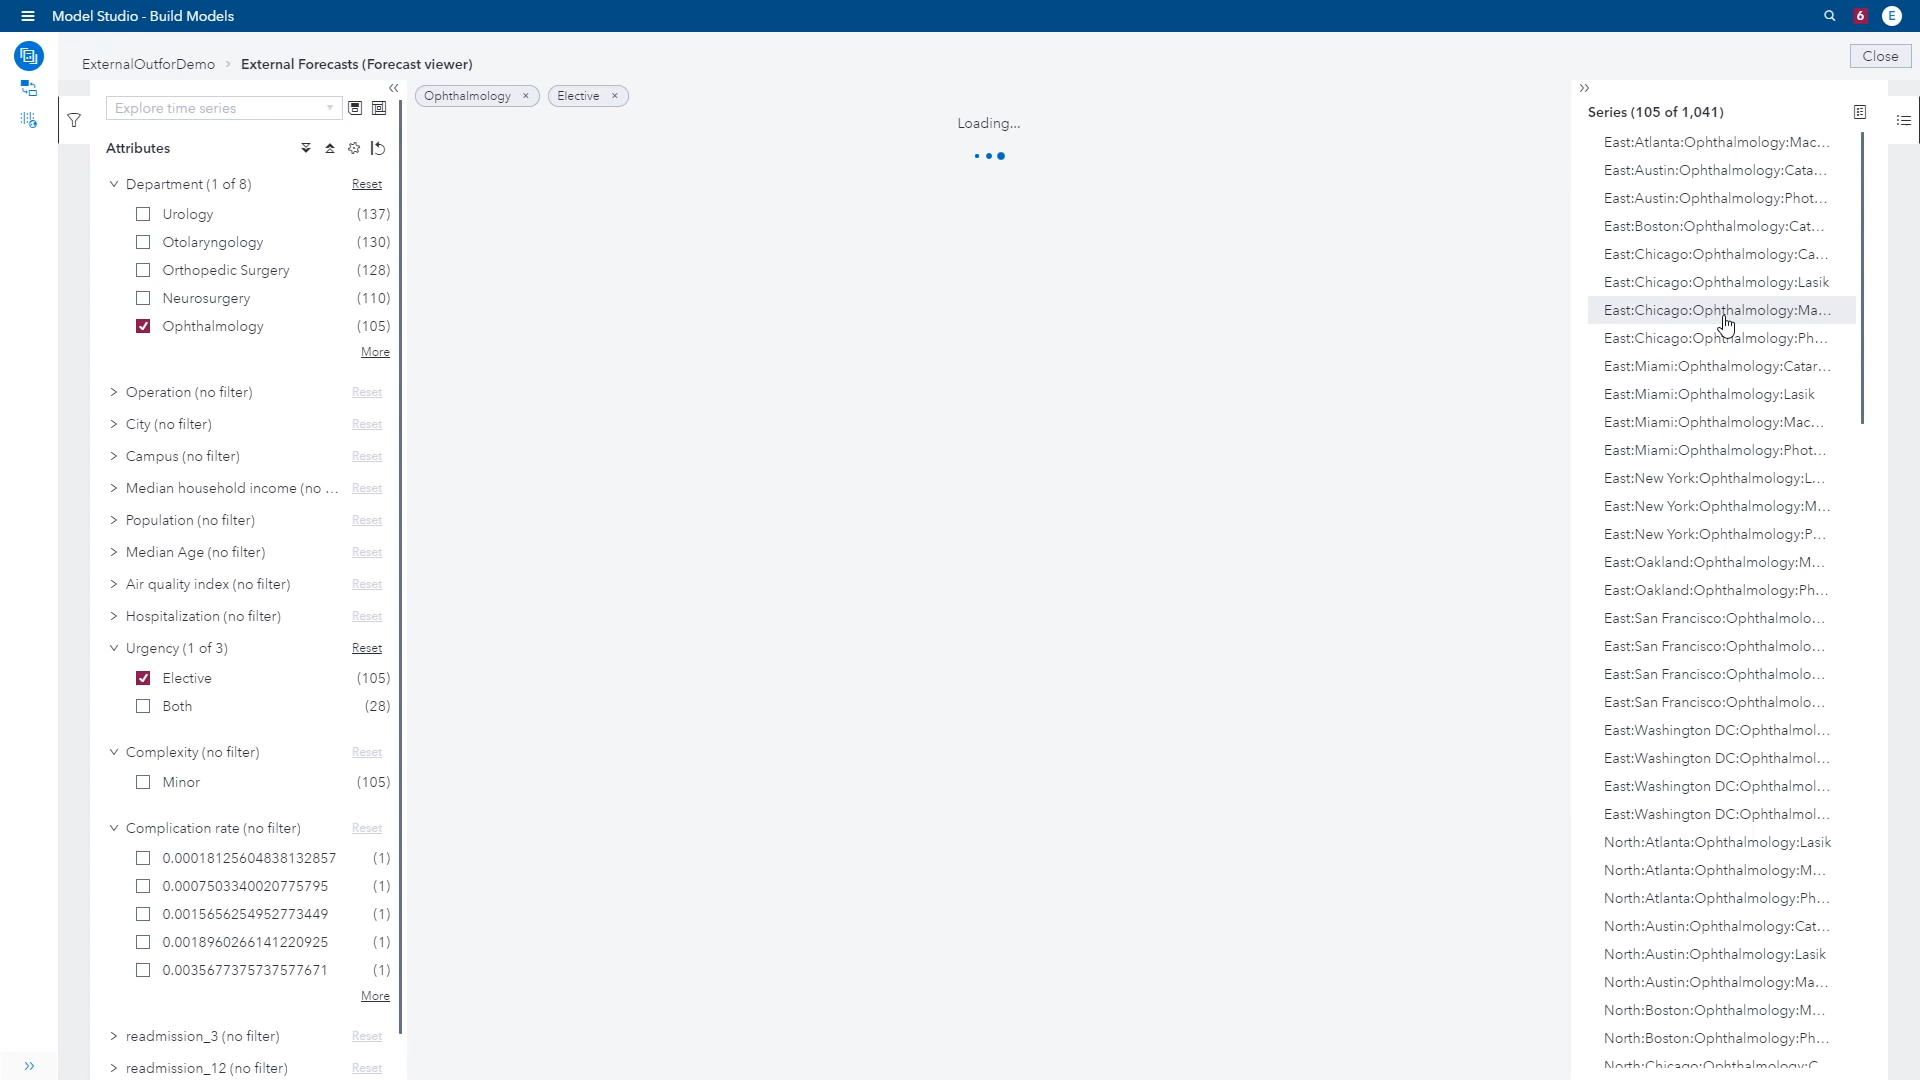 Model Studio - Build Models
6
E
ExternalOutforDemo > External Forecasts (Forecast viewer)
Close
Explore time series
Attributes
Department (1 of 8) Reset
Urology (137)
Otolaryngology (130)
Orthopedic Surgery (128)
Neurosurgery (110)
Ophthalmology (105)
More
Operation (no filter) Reset
City (no filter) Reset
Campus (no filter) Reset
Median household income (no ... Reset
Population (no filter) Reset
Median Age (no filter) Reset
Air quality index (no filter) Reset
Hospitalization (no filter) Reset
Urgency (1 of 3) Reset
Elective (105)
Both (28)
Complexity (no filter) Reset
Minor (105)
Complication rate (no filter) Reset
0.00018125604838132857 (1)
0.0007503340020775795 (1)
0.0015656254952773449 (1)
0.0018960266141220925 (1)
0.0035677375737577671 (1)
More
readmission_3 (no filter) Reset
readmission_12 (no filter) Reset
Ophthalmology × Elective ×
Loading...
Series (105 of 1,041)
East:Atlanta:Ophthalmology:Mac...
East:Austin:Ophthalmology:Cata...
East:Austin:Ophthalmology:Phot...
East:Boston:Ophthalmology:Cat...
East:Chicago:Ophthalmology:Ca...
East:Chicago:Ophthalmology:Lasik
East:Chicago:Ophthalmology:Ma...
East:Chicago:Ophthalmology:Ph...
East:Miami:Ophthalmology:Catar...
East:Miami:Ophthalmology:Lasik
East:Miami:Ophthalmology:Mac...
East:Miami:Ophthalmology:Phot...
East:New York:Ophthalmology:L...
East:New York:Ophthalmology:M...
East:New York:Ophthalmology:P...
East:Oakland:Ophthalmology:M...
East:Oakland:Ophthalmology:Ph...
East:San Francisco:Ophthalmolo...
East:San Francisco:Ophthalmolo...
East:San Francisco:Ophthalmolo...
East:San Francisco:Ophthalmolo...
East:Washington DC:Ophthalmol...
East:Washington DC:Ophthalmol...
East:Washington DC:Ophthalmol...
East:Washington DC:Ophthalmol...
North:Atlanta:Ophthalmology:Lasik
North:Atlanta:Ophthalmology:M...
North:Atlanta:Ophthalmology:Ph...
North:Austin:Ophthalmology:Cat...
North:Austin:Ophthalmology:Lasik
North:Austin:Ophthalmology:Ma...
North:Boston:Ophthalmology:M...
North:Boston:Ophthalmology:Ph...
North:Chicago:Ophthalmology:C...